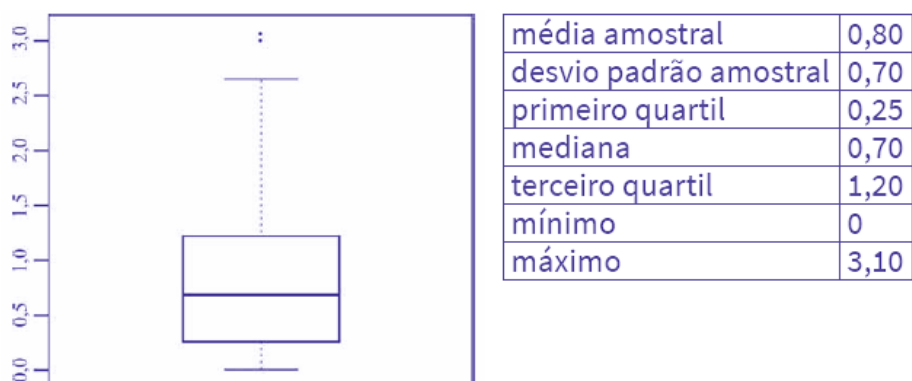 3,0
2,5
2,0
1,5
1,0
0,5
0,0
média amostral 0,80
desvio padrão amostral 0,70
primeiro quartil 0,25
mediana 0,70
terceiro quartil 1,20
mínimo 0
máximo 3,10